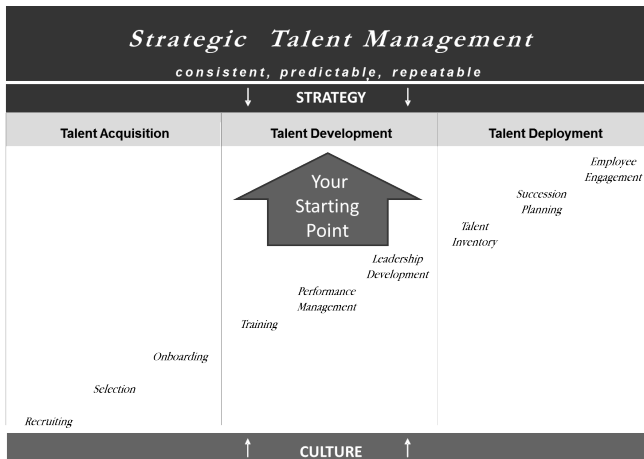 Strategic Talent Management
consistent, predictable, repeatable
STRATEGY
Talent Acquisition
Talent Development
Talent Deployment
Your
Starting
Point
Employee
Engagement
Succession
Planning
Talent
Inventory
Leadership
Development
Performance
Management
Training
Onboarding
Selection
Recruiting
CULTURE